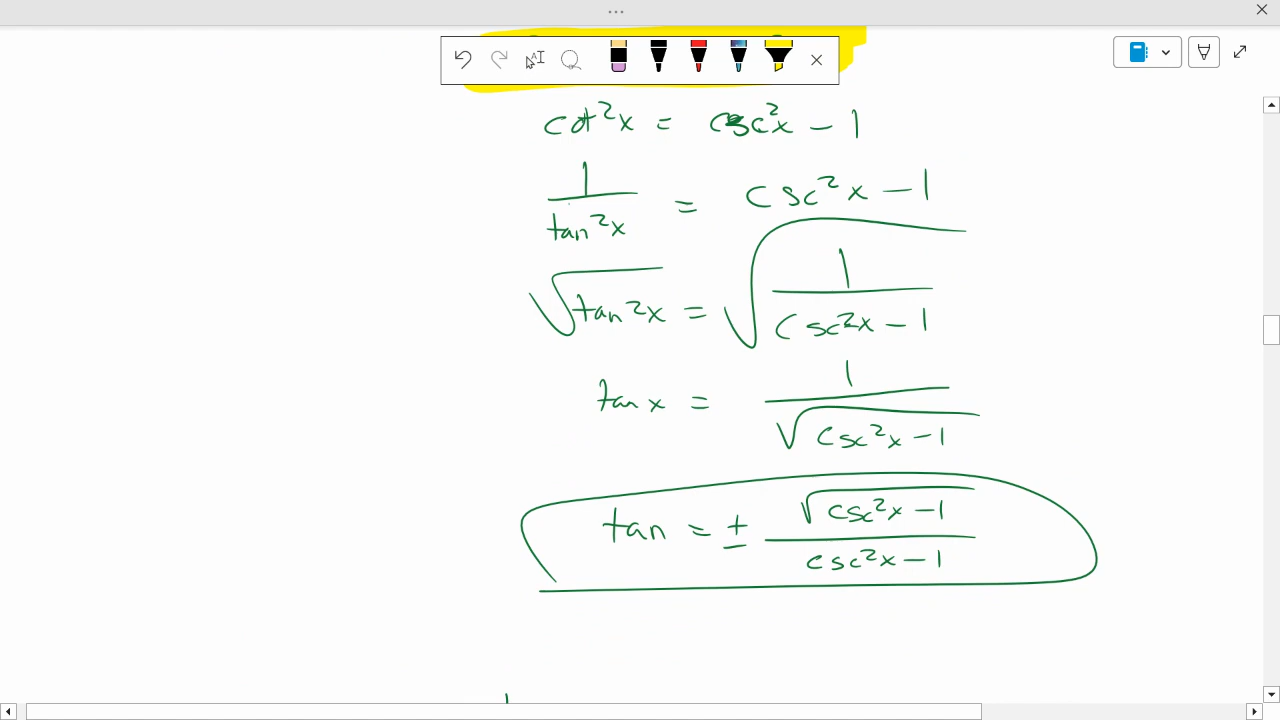 cot²x = csc²x - 1
1/tan²x = csc²x - 1
√tan²x = √(1/(csc²x - 1))
tan x = 1/√(csc²x - 1)
tan = ± √(csc²x - 1)/(csc²x - 1)